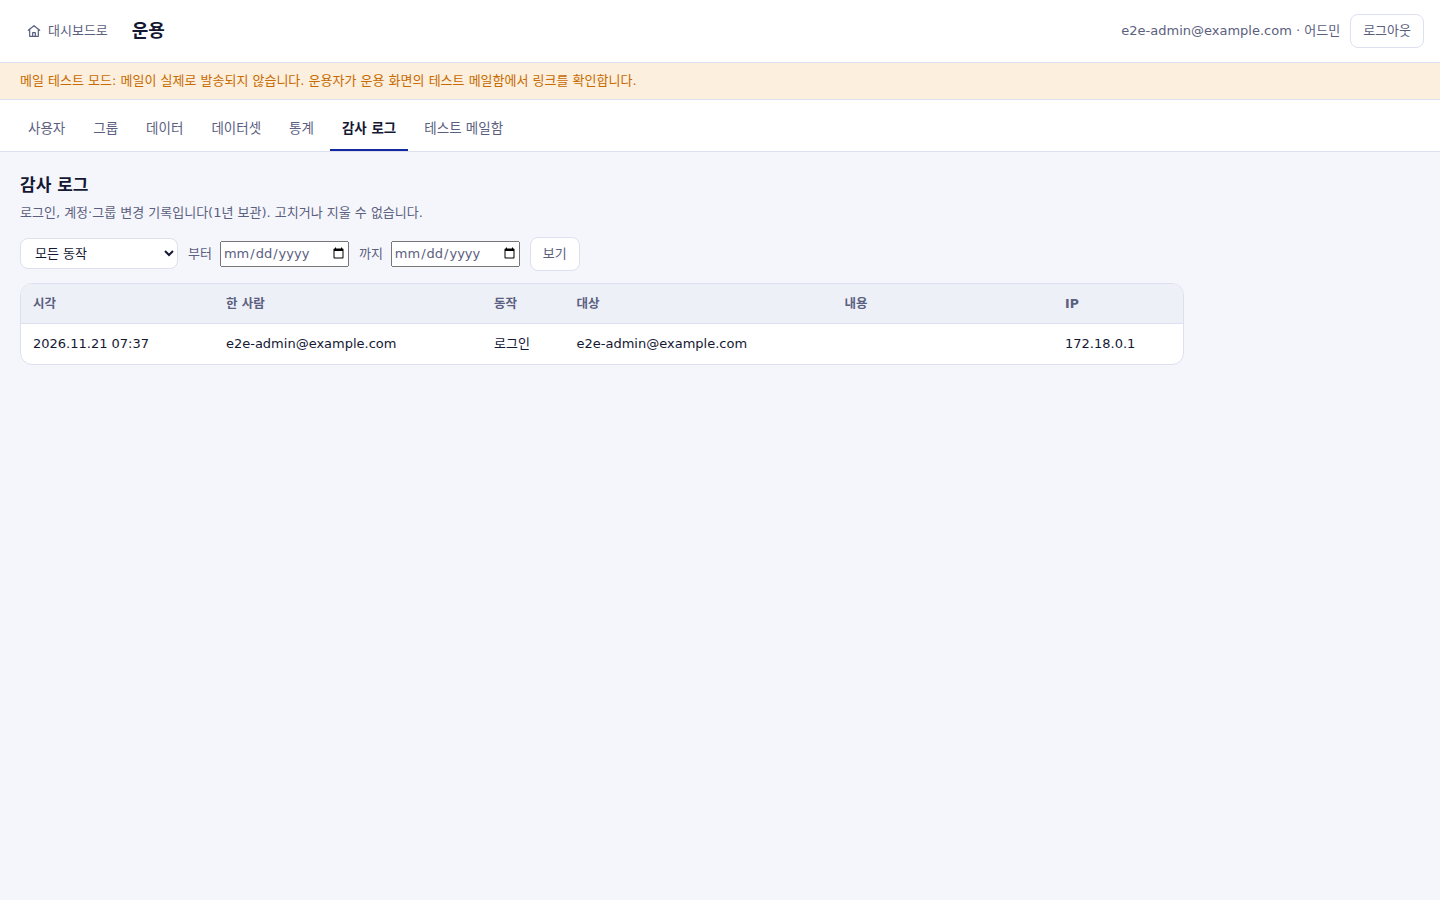 대시보드로 운용 e2e-admin@example.com · 어드민 로그아웃
메일 테스트 모드: 메일이 실제로 발송되지 않습니다. 운용자가 운용 화면의 테스트 메일함에서 링크를 확인합니다.
사용자 그룹 데이터 데이터셋 통계 감사 로그 테스트 메일함
감사 로그
로그인, 계정·그룹 변경 기록입니다(1년 보관). 고치거나 지울 수 없습니다.
모든 동작 부터 mm/dd/yyyy 까지 mm/dd/yyyy 보기
시각 한 사람 동작 대상 내용 IP
2026.11.21 07:37 e2e-admin@example.com 로그인 e2e-admin@example.com 172.18.0.1